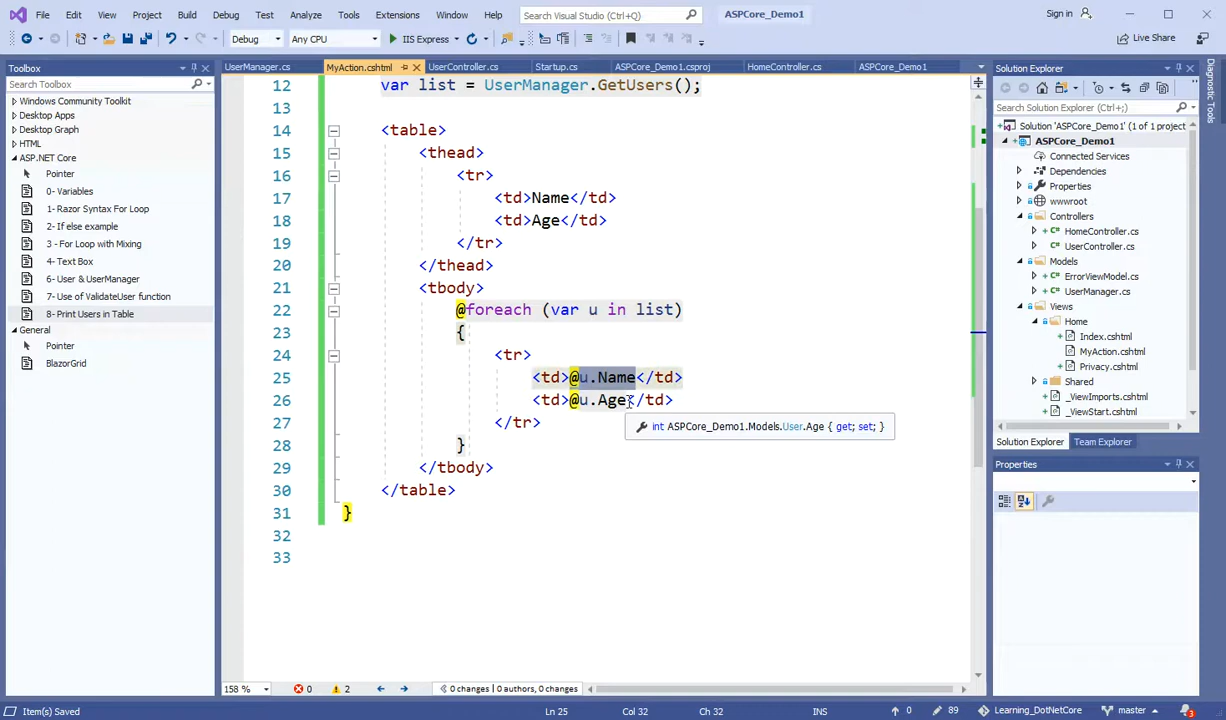 File Edit View Project Build Debug Test Analyze Tools Extensions Window Help Search Visual Studio (Ctrl+Q) ASPCore_Demo1 Sign in
Debug Any CPU IIS Express Live Share
Toolbox
Search Toolbox
Windows Community Toolkit
Desktop Apps
Desktop Graph
HTML
ASP.NET Core
Pointer
0- Variables
1- Razor Syntax For Loop
2- If else example
3 - For Loop with Mixing
4- Text Box
6- User & UserManager
7- Use of ValidateUser function
8- Print Users in Table
General
Pointer
BlazorGrid
UserManager.cs MyAction.cshtml UserController.cs Startup.cs ASPCore_Demo1.csproj HomeController.cs ASPCore_Demo1
12 var list = UserManager.GetUsers();
13
14 <table>
15 <thead>
16 <tr>
17 <td>Name</td>
18 <td>Age</td>
19 </tr>
20 </thead>
21 <tbody>
22 @foreach (var u in list)
23 {
24 <tr>
25 <td>@u.Name</td>
26 <td>@u.Age</td>
27 </tr>
int ASPCore_Demo1.Models.User.Age { get; set; }
28 }
29 </tbody>
30 </table>
31 }
32
33
158 % 0 2 0 changes | 0 authors, 0 changes
Solution Explorer
Search Solution Explorer (Ctrl+;)
Solution 'ASPCore_Demo1' (1 of 1 project
ASPCore_Demo1
Connected Services
Dependencies
Properties
wwwroot
Controllers
HomeController.cs
UserController.cs
Models
ErrorViewModel.cs
UserManager.cs
Views
Home
Index.cshtml
MyAction.cshtml
Privacy.cshtml
Shared
_ViewImports.cshtml
_ViewStart.cshtml
Solution Explorer Team Explorer
Properties
Diagnostic Tools
Item(s) Saved Ln 25 Col 32 Ch 32 INS 0 89 Learning_DotNetCore master 3